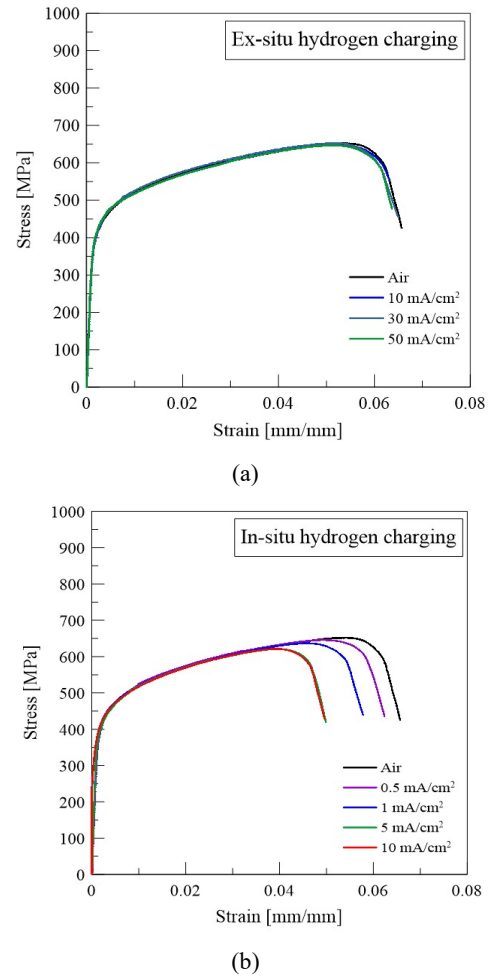 1000
Ex-situ hydrogen charging
900
800
700
600
500
400
300
200
100
0
Stress [MPa]
Air
10 mA/cm²
30 mA/cm²
50 mA/cm²
0 0.02 0.04 0.06 0.08
Strain [mm/mm]
(a)
1000
In-situ hydrogen charging
900
800
700
600
500
400
300
200
100
0
Stress [MPa]
Air
0.5 mA/cm²
1 mA/cm²
5 mA/cm²
10 mA/cm²
0 0.02 0.04 0.06 0.08
Strain [mm/mm]
(b)